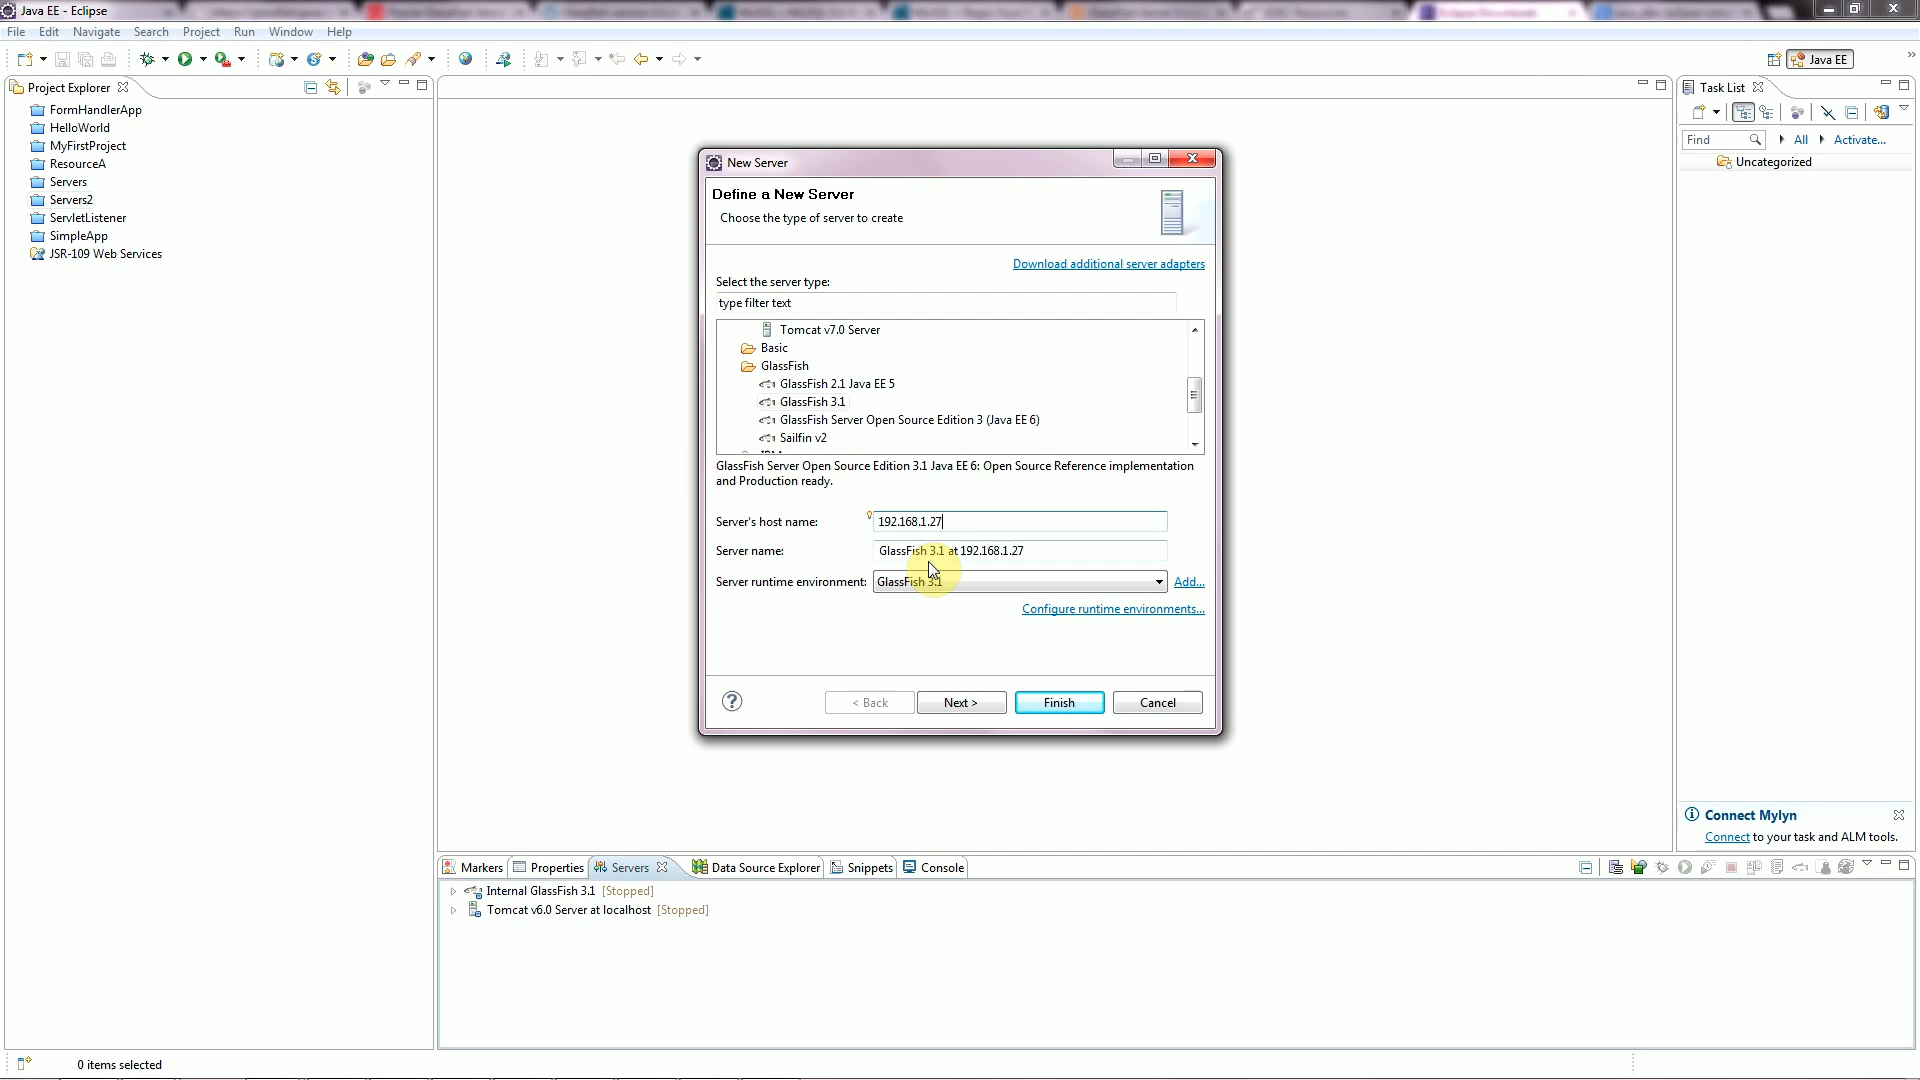 Java EE - Eclipse
File Edit Navigate Search Project Run Window Help
Java EE
Project Explorer
FormHandlerApp
HelloWorld
MyFirstProject
ResourceA
Servers
Servers2
ServletListener
SimpleApp
JSR-109 Web Services
New Server
Define a New Server
Choose the type of server to create
Download additional server adapters
Select the server type:
type filter text
Tomcat v7.0 Server
Basic
GlassFish
GlassFish 2.1 Java EE 5
GlassFish 3.1
GlassFish Server Open Source Edition 3 (Java EE 6)
Sailfin v2
GlassFish Server Open Source Edition 3.1 Java EE 6: Open Source Reference implementation
and Production ready.
Server's host name: 192.168.1.27
Server name: GlassFish 3.1 at 192.168.1.27
Server runtime environment: GlassFish 3.1 Add...
Configure runtime environments...
< Back Next > Finish Cancel
Task List
Find All Activate...
Uncategorized
Connect Mylyn
Connect to your task and ALM tools.
Markers Properties Servers Data Source Explorer Snippets Console
Internal GlassFish 3.1 [Stopped]
Tomcat v6.0 Server at localhost [Stopped]
0 items selected